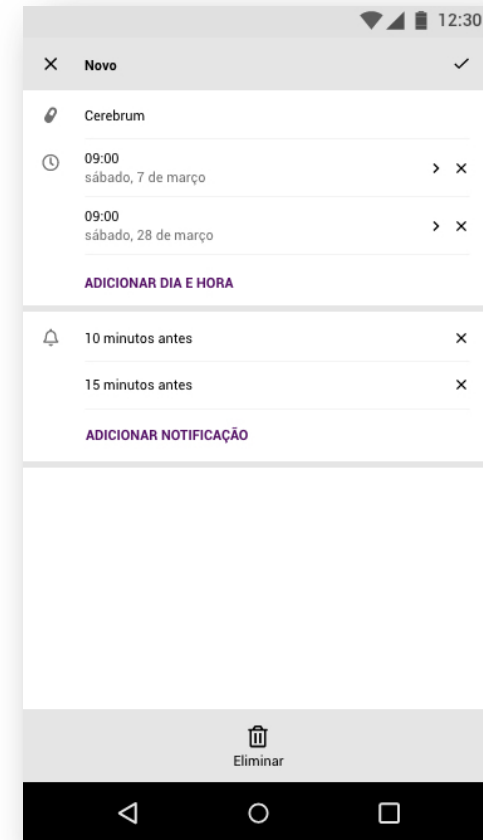 12:30
Novo
Cerebrum
09:00
sábado, 7 de março
09:00
sábado, 28 de março
ADICIONAR DIA E HORA
10 minutos antes
15 minutos antes
ADICIONAR NOTIFICAÇÃO
Eliminar